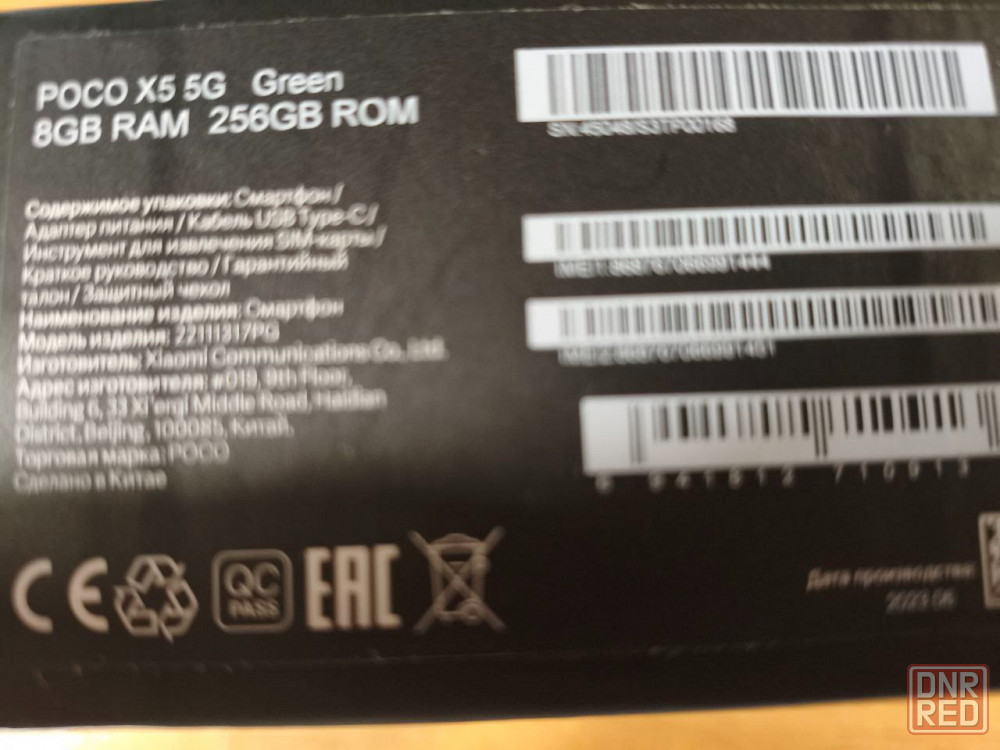 POCO X5 5G Green
8GB RAM 256GB ROM
Содержимое упаковки: Смартфон /
Адаптер питания / Кабель USB Type-C /
Инструмент для извлечения SIM-карты /
Краткое руководство / Гарантийный
талон / Защитный чехол
Наименование изделия: Смартфон
Модель изделия: 22111317PG
Изготовитель: Xiaomi Communications Co., Ltd.
Адрес изготовителя: #019, 9th Floor,
Building 6, 33 Xi'erqi Middle Road, Haidian
District, Beijing, 100085, Китай.
Торговая марка: POCO
Сделано в Китае
CE
QC
PASS
EAC
6 941812 710913
Дата производства:
2023.06
DNR
RED